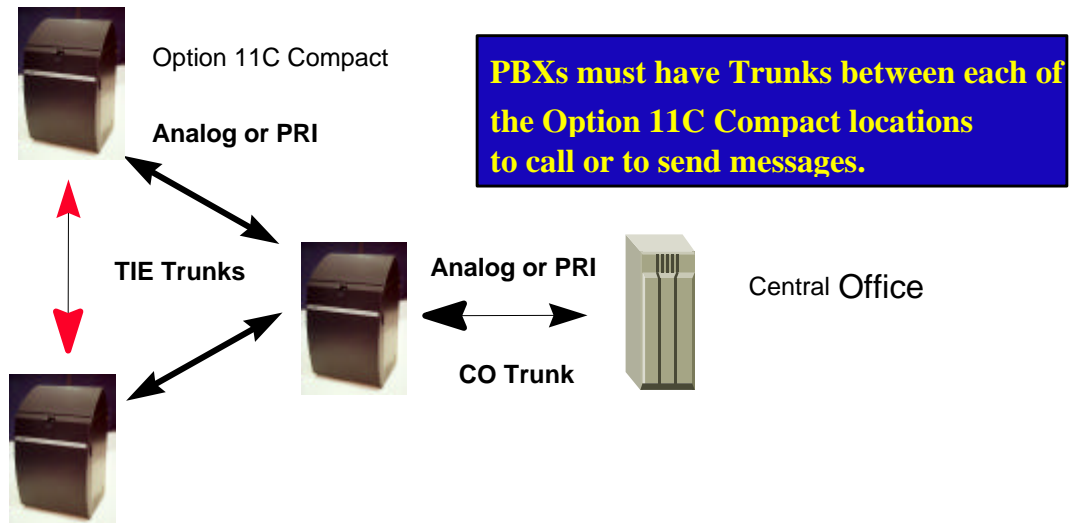 Option 11C Compact
PBXs must have Trunks between each of
the Option 11C Compact locations
to call or to send messages.
Analog or PRI
TIE Trunks
Analog or PRI
Central Office
CO Trunk